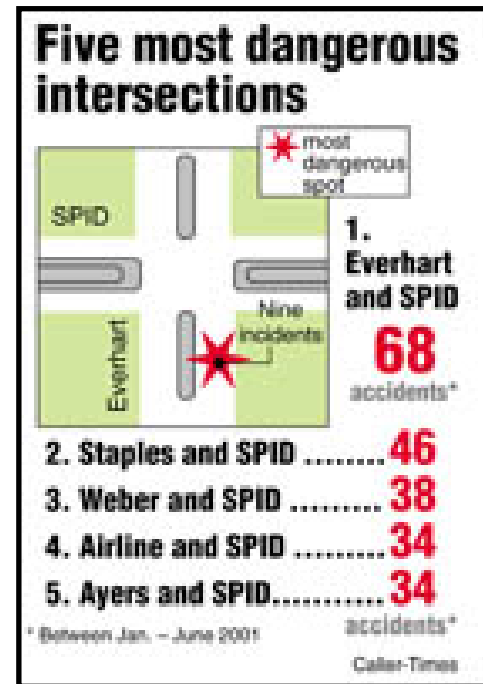 Five most dangerous
intersections
most
dangerous
spot
SPID
Everhart
Nine
incidents
1.
Everhart
and SPID
68
accidents*
2. Staples and SPID ........ 46
3. Weber and SPID ......... 38
4. Airline and SPID ......... 34
5. Ayers and SPID........... 34
accidents*
* Between Jan. – June 2001
Caller-Times